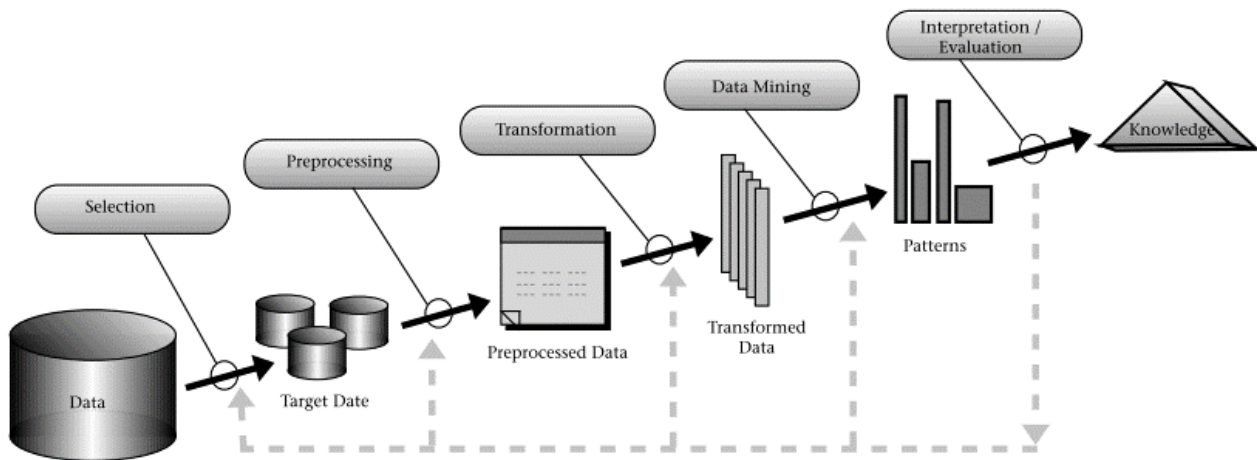 Interpretation /
Evaluation
Data Mining
Knowledge
Transformation
Preprocessing
Patterns
Selection
Transformed
Data
Preprocessed Data
Target Date
Data